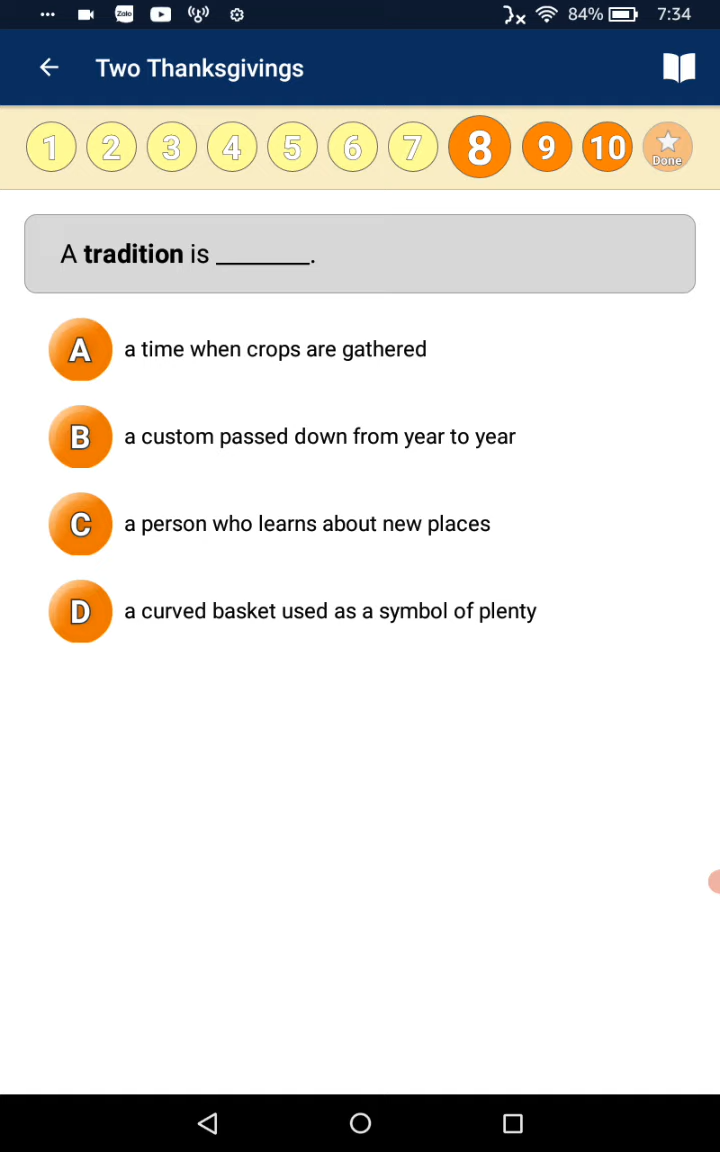 Zalo 84% 7:34
Two Thanksgivings
1 2 3 4 5 6 7 8 9 10 Done
A tradition is ________.
A a time when crops are gathered
B a custom passed down from year to year
C a person who learns about new places
D a curved basket used as a symbol of plenty